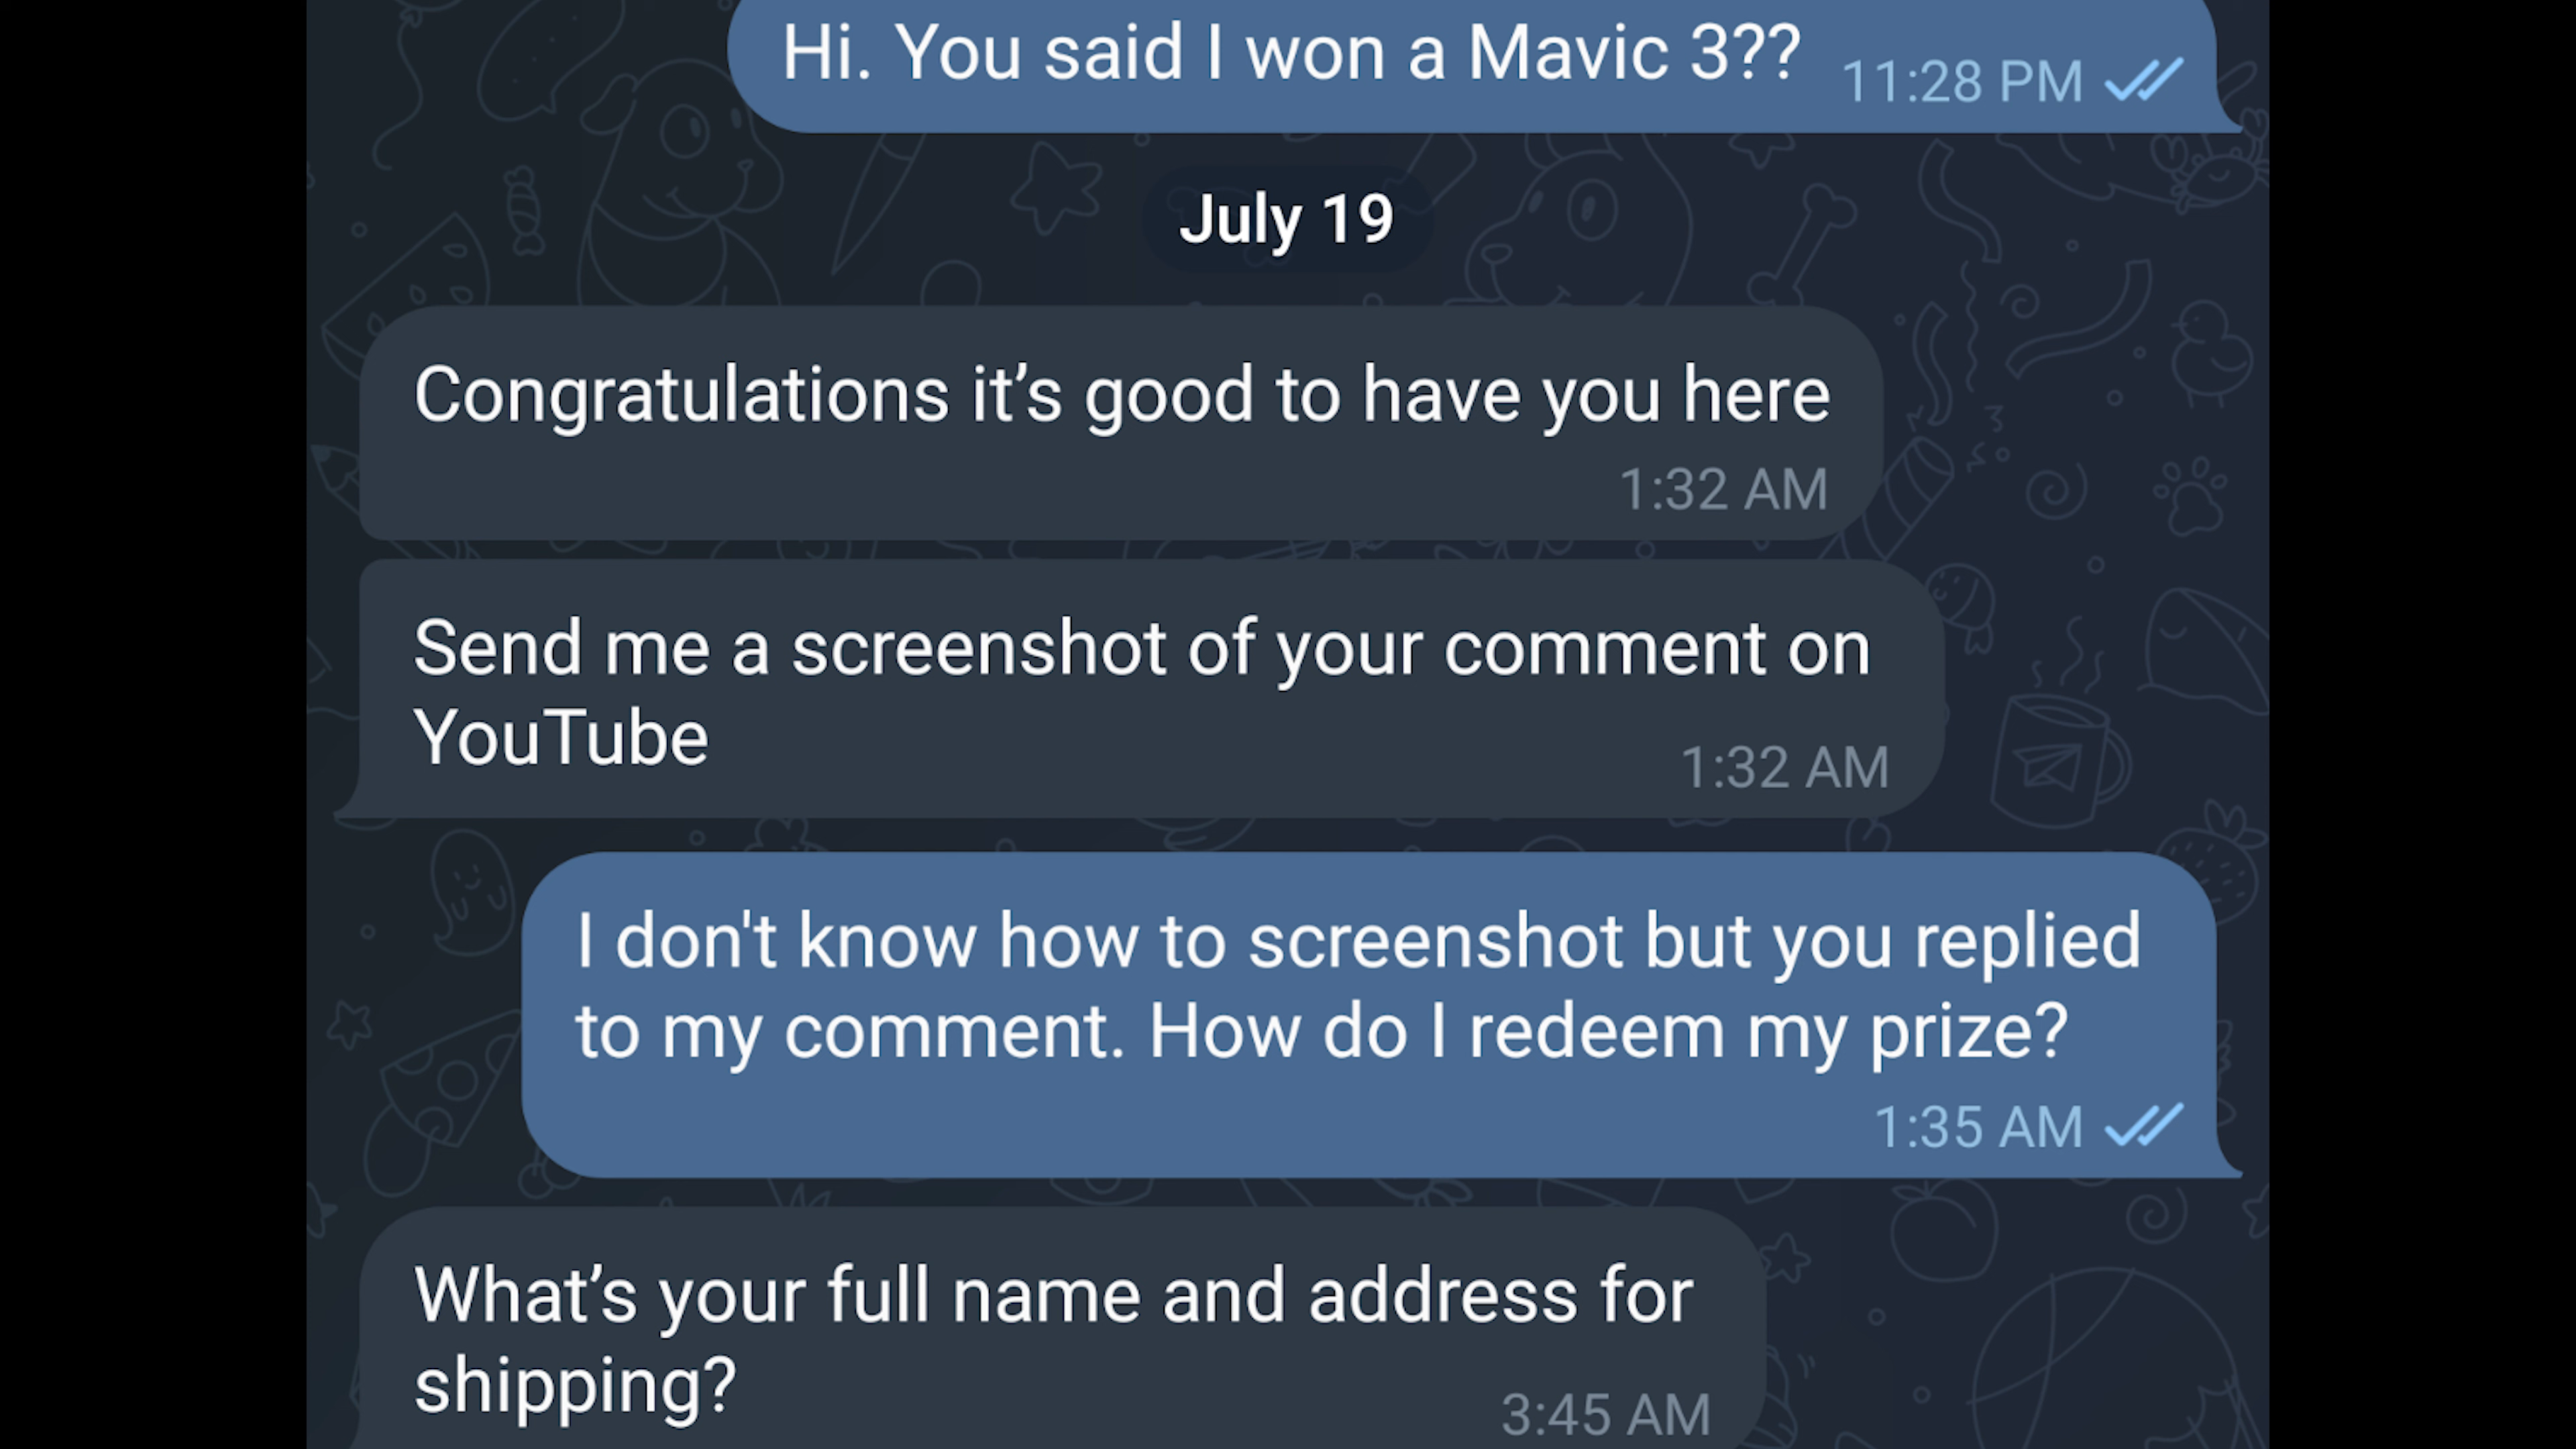 Hi. You said I won a Mavic 3??
11:28 PM
July 19
Congratulations it’s good to have you here
1:32 AM
Send me a screenshot of your comment on
YouTube
1:32 AM
I don't know how to screenshot but you replied
to my comment. How do I redeem my prize?
1:35 AM
What’s your full name and address for
shipping?
3:45 AM